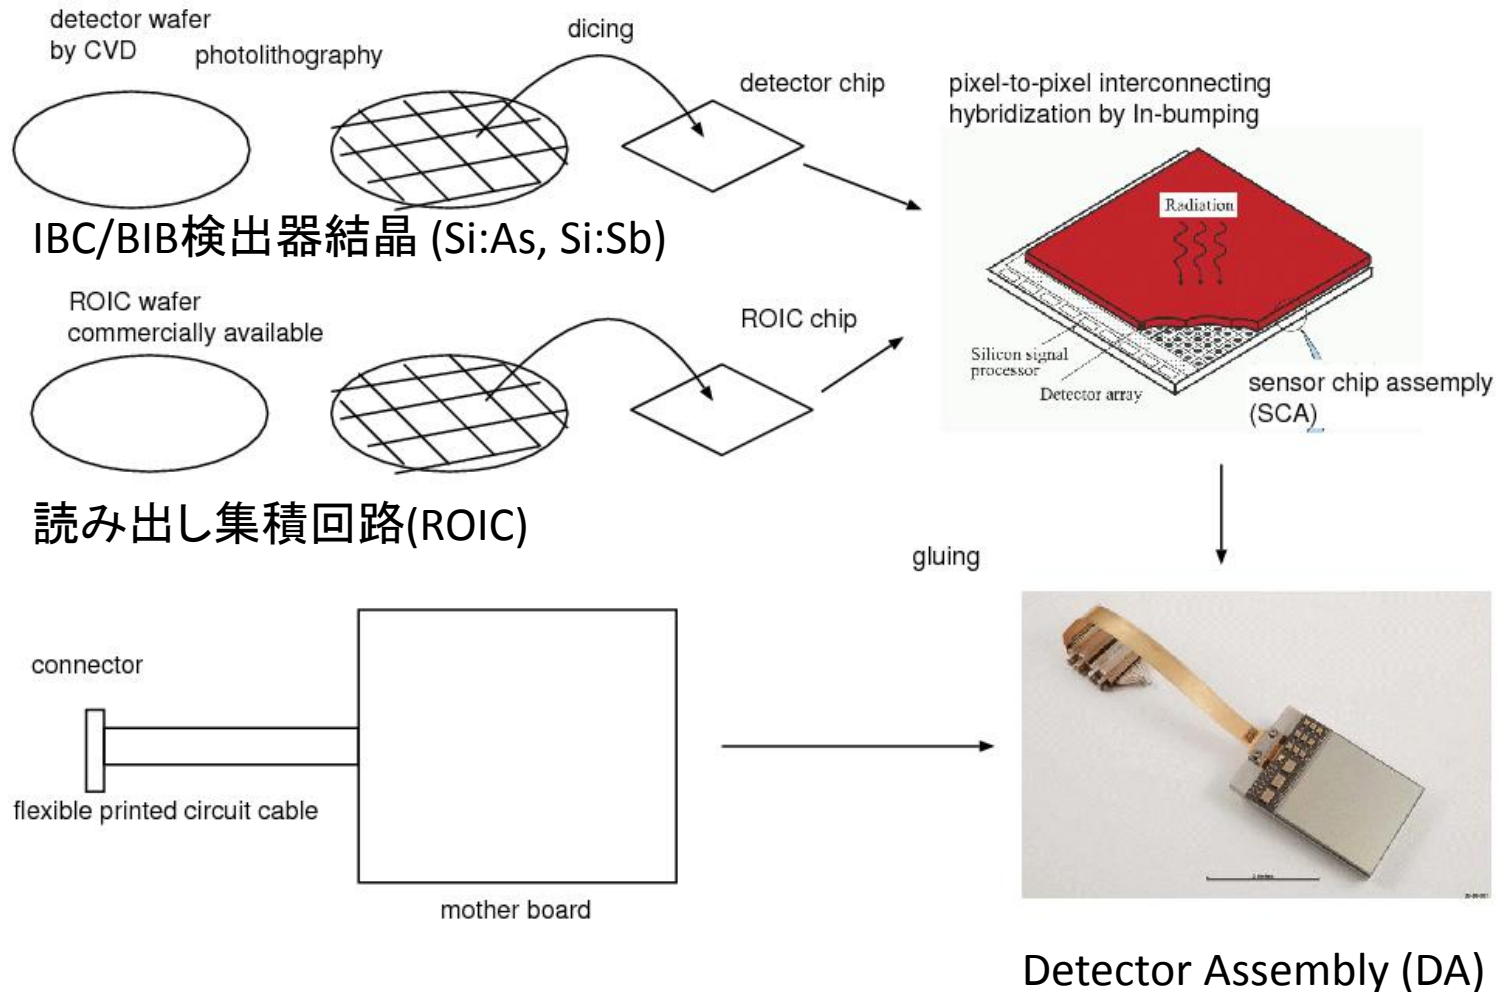 detector wafer
by CVD
photolithography
dicing
detector chip
pixel-to-pixel interconnecting
hybridization by In-bumping
Radiation
IBC/BIB検出器結晶 (Si:As, Si:Sb)
ROIC wafer
commercially available
ROIC chip
Silicon signal
processor
Detector array
sensor chip assembly
(SCA)
読み出し集積回路(ROIC)
gluing
connector
flexible printed circuit cable
mother board
Detector Assembly (DA)